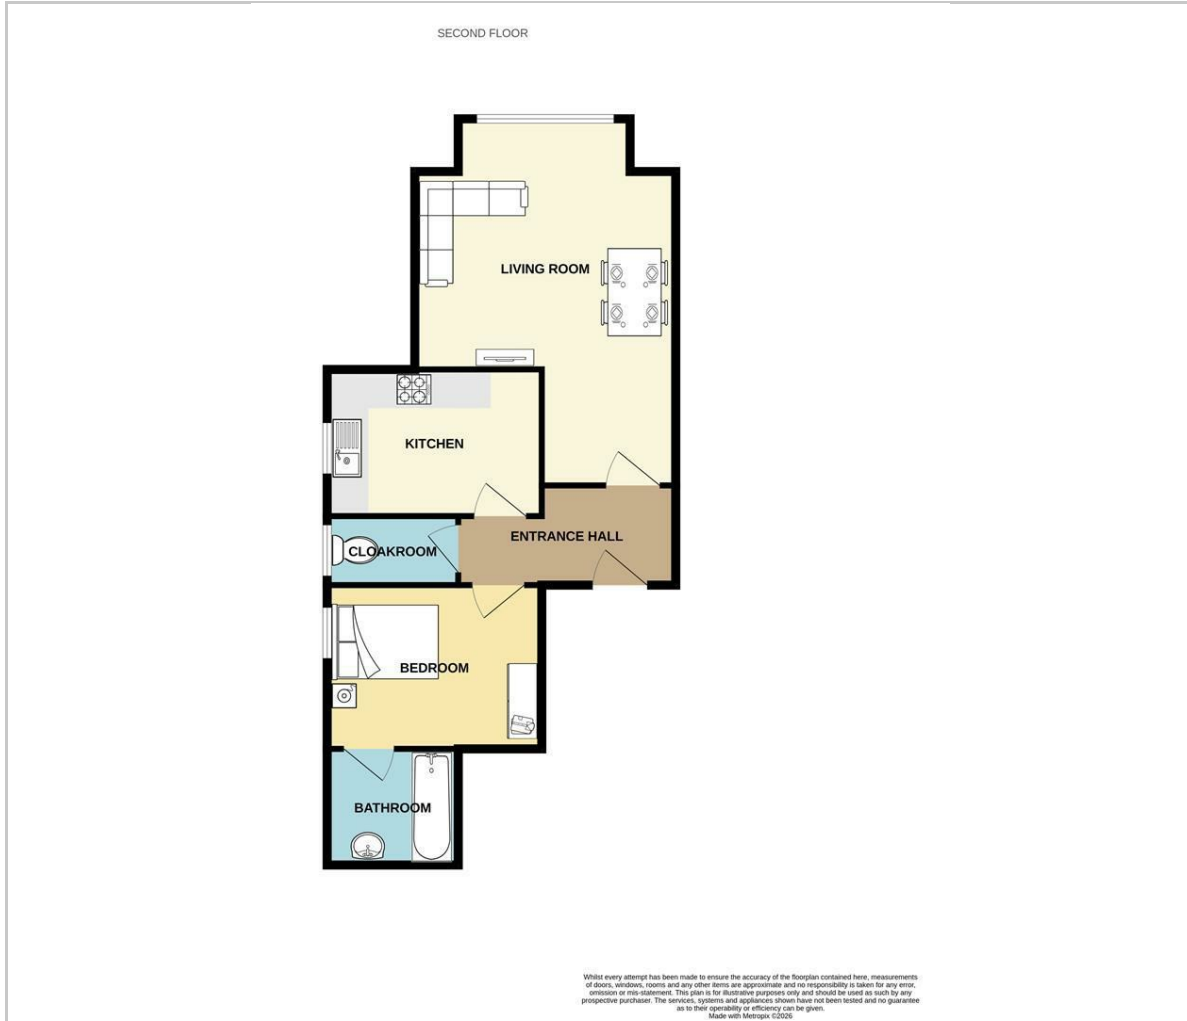 SECOND FLOOR
LIVING ROOM
KITCHEN
ENTRANCE HALL
CLOAKROOM
BEDROOM
BATHROOM
Whilst every attempt has been made to ensure the accuracy of the floorplan contained here, measurements
of doors, windows, rooms and any other items are approximate and no responsibility is taken for any error,
omission or mis-statement. This plan is for illustrative purposes only and should be used as such by any
prospective purchaser. The services, systems and appliances shown have not been tested and no guarantee
as to their operability or efficiency can be given.
Made with Metropix ©2026